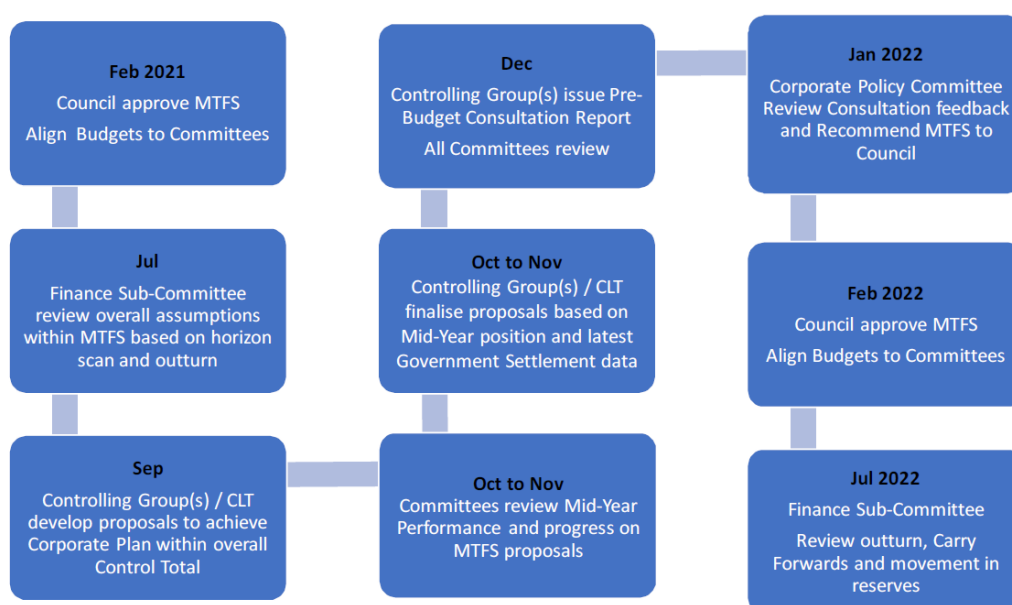 Feb 2021
Council approve MTFS
Align Budgets to Committees
Jul
Finance Sub-Committee
review overall assumptions
within MTFS based on horizon
scan and outturn
Sep
Controlling Group(s) / CLT
develop proposals to achieve
Corporate Plan within overall
Control Total
Oct to Nov
Committees review Mid-Year
Performance and progress on
MTFS proposals
Oct to Nov
Controlling Group(s) / CLT
finalise proposals based on
Mid-Year position and latest
Government Settlement data
Dec
Controlling Group(s) issue Pre-
Budget Consultation Report
All Committees review
Jan 2022
Corporate Policy Committee
Review Consultation feedback
and Recommend MTFS to
Council
Feb 2022
Council approve MTFS
Align Budgets to Committees
Jul 2022
Finance Sub-Committee
Review outturn, Carry
Forwards and movement in
reserves